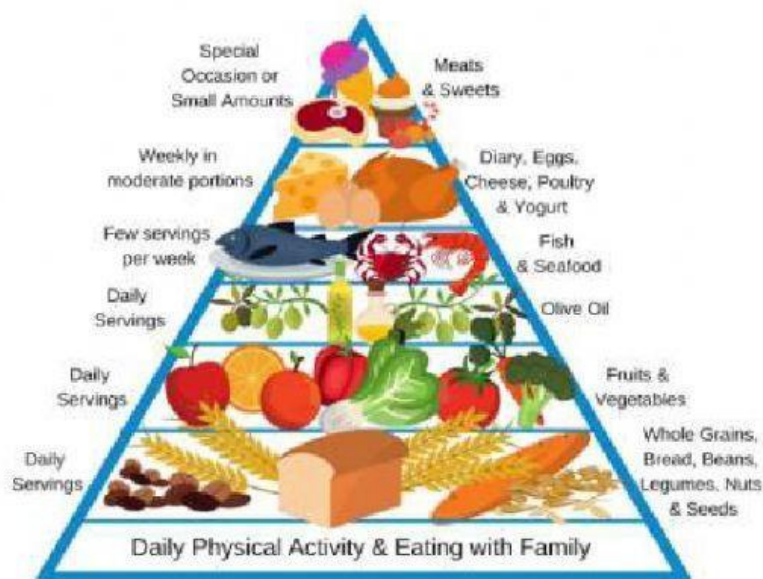 Special
Occasion or
Small Amounts
Meats
& Sweets
Weekly in
moderate portions
Diary, Eggs,
Cheese, Poultry
& Yogurt
Few servings
per week
Fish
& Seafood
Daily
Servings
Olive Oil
Daily
Servings
Fruits &
Vegetables
Daily
Servings
Whole Grains,
Bread, Beans,
Legumes, Nuts
& Seeds
Daily Physical Activity & Eating with Family